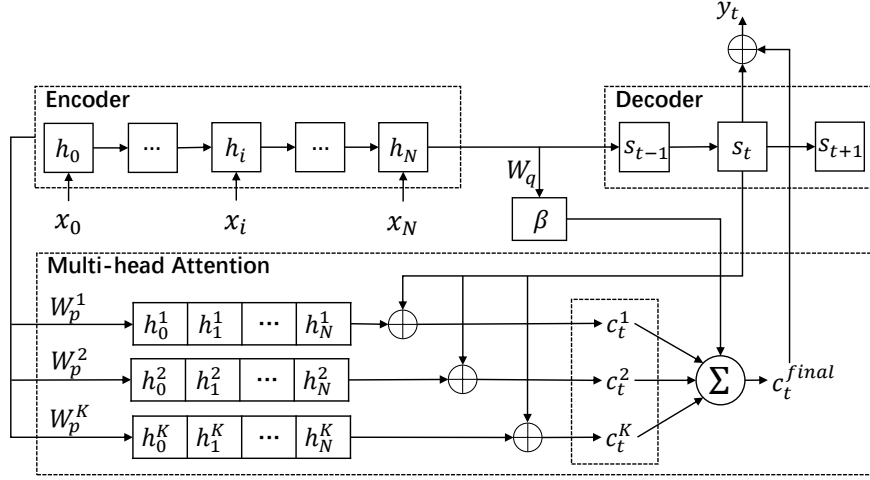 y_t
Encoder
Decoder
h_0 ... h_i ... h_N
s_{t-1} s_t s_{t+1}
W_q
x_0 x_i x_N
β
Multi-head Attention
W_p^1 h_0^1 h_1^1 ... h_N^1 c_t^1
W_p^2 h_0^2 h_1^2 ... h_N^2 c_t^2 Σ c_t^{final}
W_p^K h_0^K h_1^K ... h_N^K c_t^K